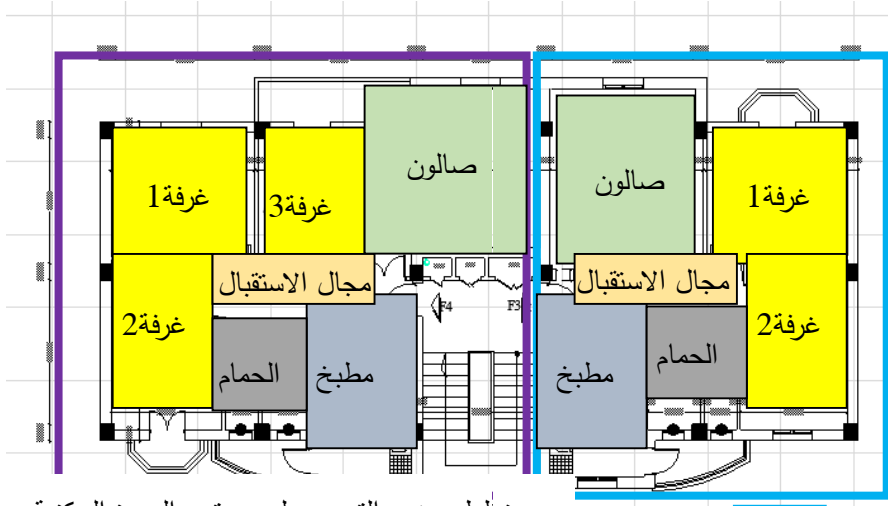 صالون
صالون
غرفة1
غرفة3
غرفة1
مجال الاستقبال
مجال الاستقبال
F4
F3
غرفة2
غرفة2
الحمام
الحمام
مطبخ
مطبخ